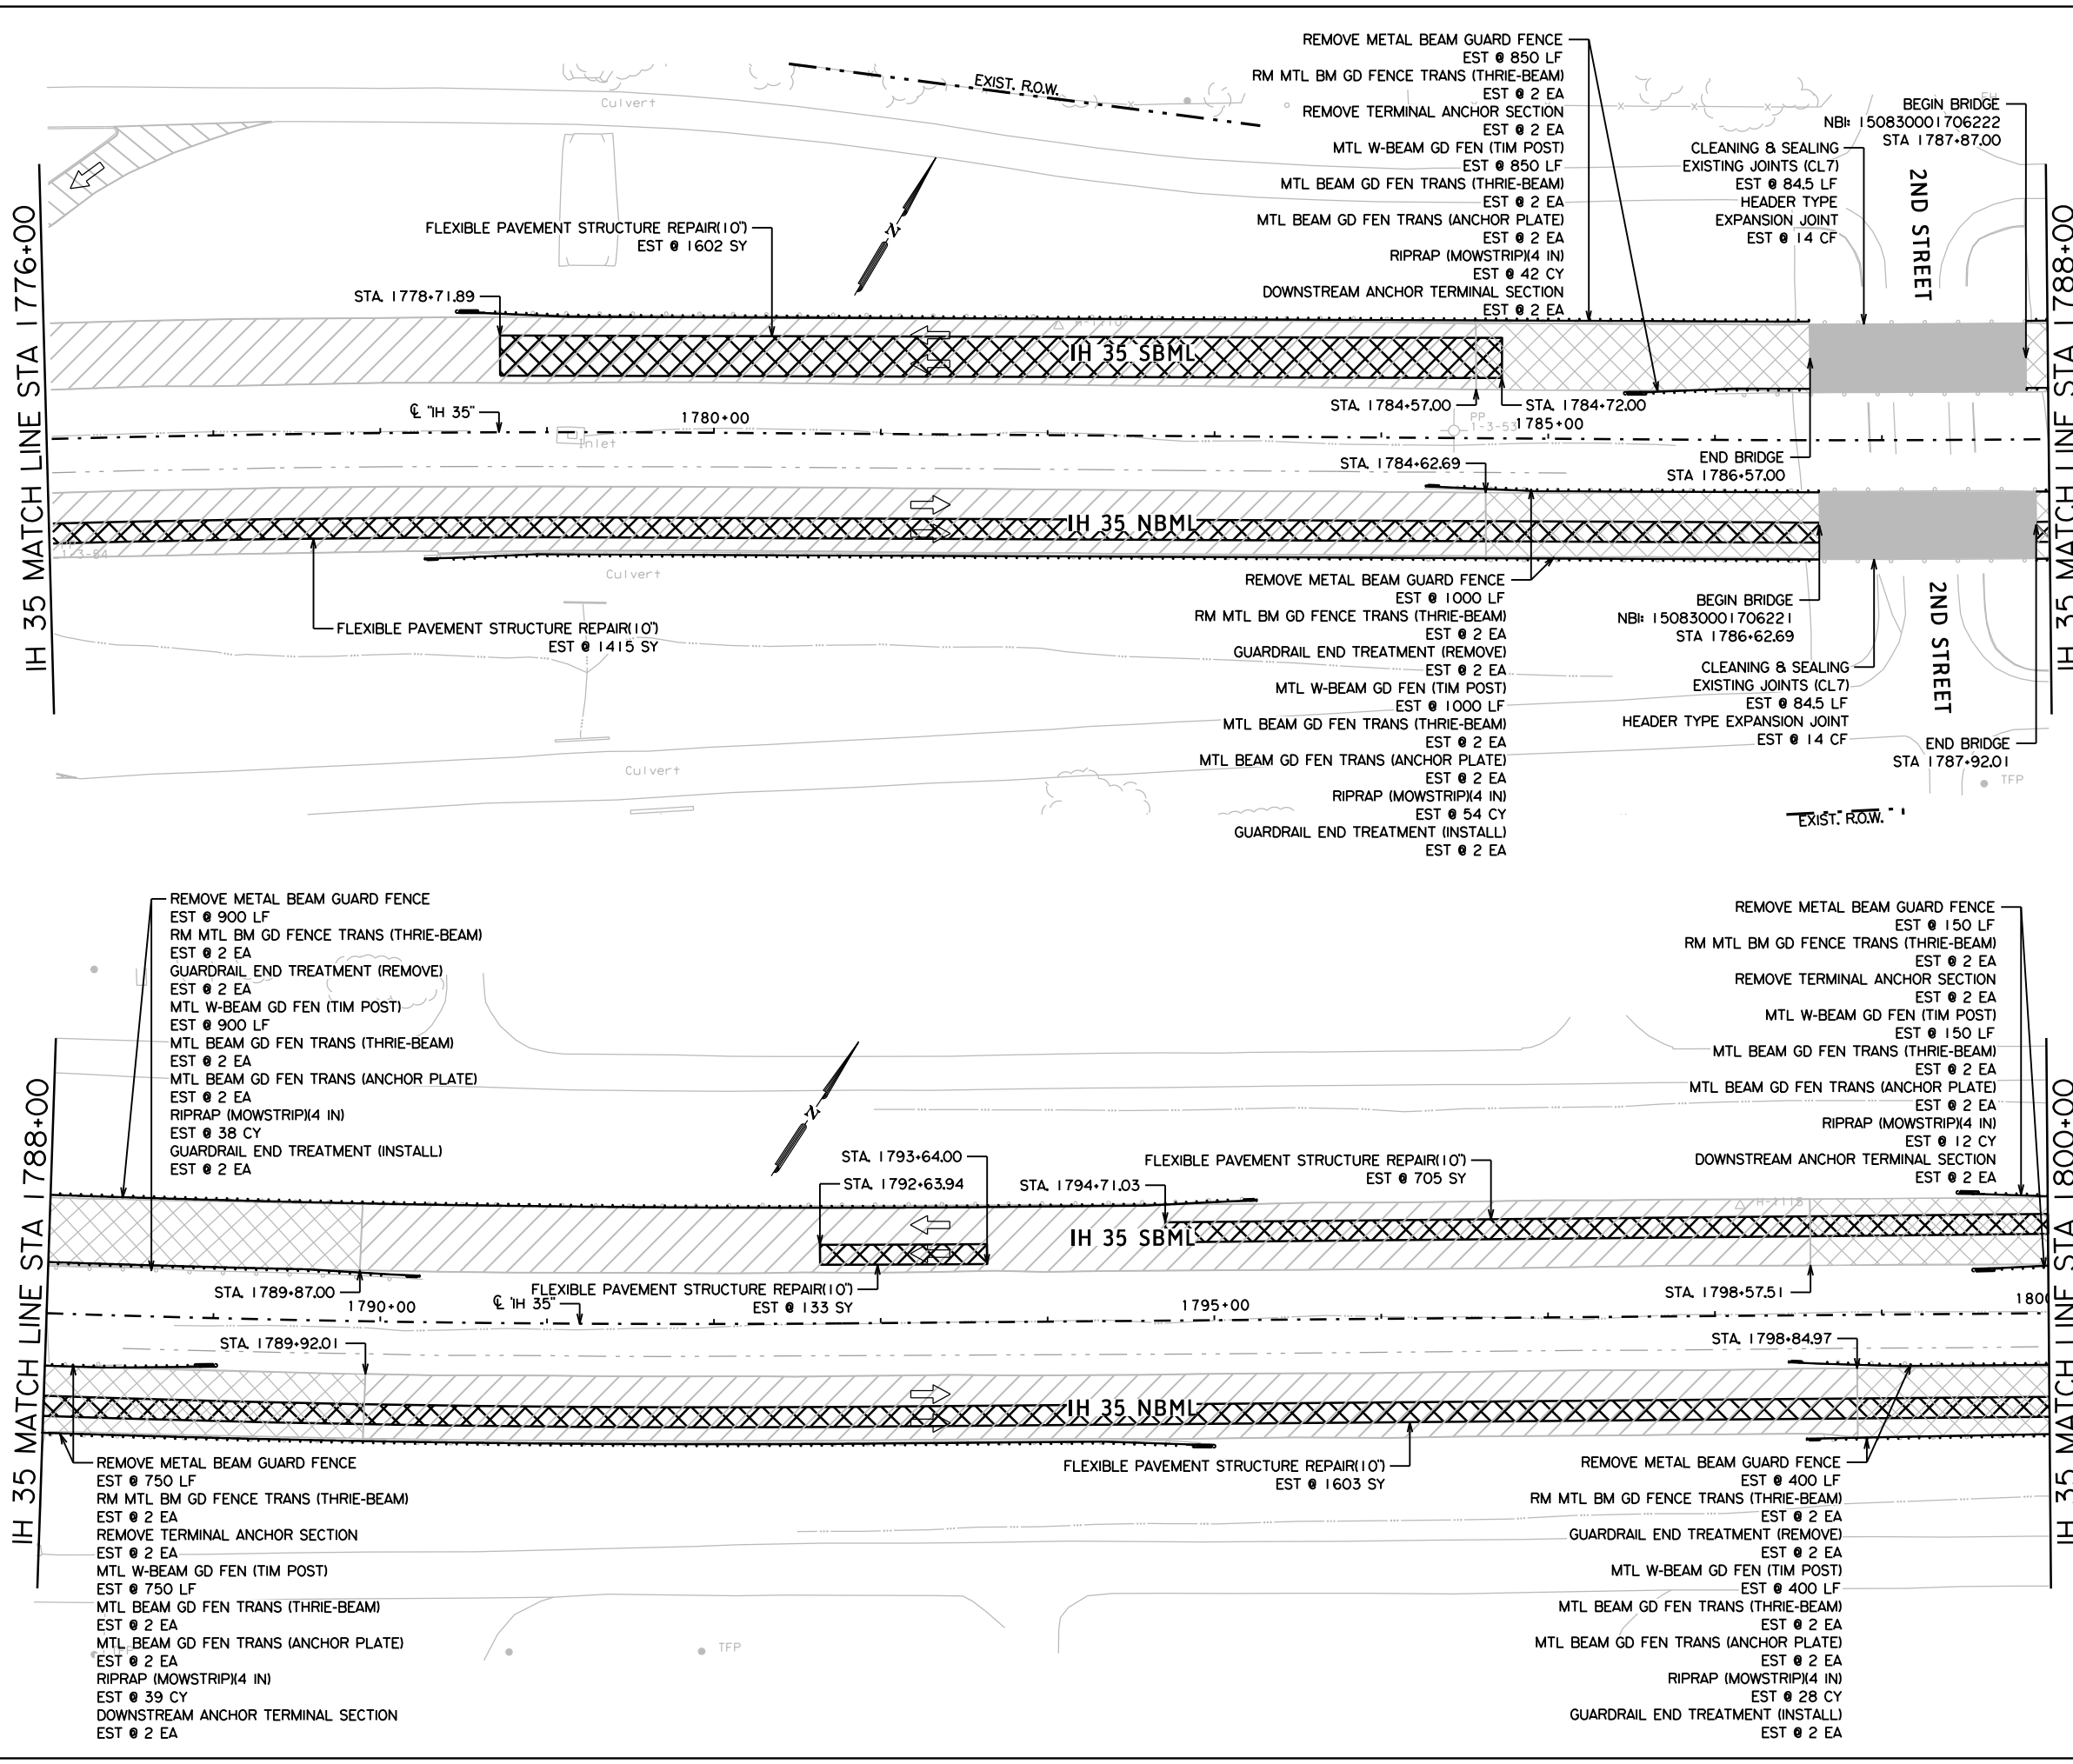 REMOVE METAL BEAM GUARD FENCE
EST @ 850 LF
RM MTL BM GD FENCE TRANS (THRIE-BEAM)
EST @ 2 EA
REMOVE TERMINAL ANCHOR SECTION
EST @ 2 EA
MTL W-BEAM GD FEN (TIM POST)
EST @ 850 LF
MTL BEAM GD FEN TRANS (THRIE-BEAM)
EST @ 2 EA
MTL BEAM GD FEN TRANS (ANCHOR PLATE)
EST @ 2 EA
RIPRAP (MOWSTRIP)(4 IN)
EST @ 42 CY
DOWNSTREAM ANCHOR TERMINAL SECTION
EST @ 2 EA
EXIST. R.O.W.
Culvert
BEGIN BRIDGE
NBI: 150830001706222
STA 1787+87.00
CLEANING & SEALING
EXISTING JOINTS (CL7)
EST @ 84.5 LF
HEADER TYPE
EXPANSION JOINT
EST @ 14 CF
2ND STREET
N
FLEXIBLE PAVEMENT STRUCTURE REPAIR(10")
EST @ 1602 SY
STA. 1778+71.89
IH 35 MATCH LINE STA 1776+00
IH 35 MATCH LINE STA 1788+00
IH 35 SBML
STA. 1784+57.00
STA. 1784+72.00
℄ "IH 35"
1780+00
PP
1-3-53
1785+00
Inlet
END BRIDGE
STA 1786+57.00
STA. 1784+62.69
IH 35 NBML
1-3-54
Culvert
FLEXIBLE PAVEMENT STRUCTURE REPAIR(10")
EST @ 1415 SY
REMOVE METAL BEAM GUARD FENCE
EST @ 1000 LF
RM MTL BM GD FENCE TRANS (THRIE-BEAM)
EST @ 2 EA
GUARDRAIL END TREATMENT (REMOVE)
EST @ 2 EA
MTL W-BEAM GD FEN (TIM POST)
EST @ 1000 LF
MTL BEAM GD FEN TRANS (THRIE-BEAM)
EST @ 2 EA
MTL BEAM GD FEN TRANS (ANCHOR PLATE)
EST @ 2 EA
RIPRAP (MOWSTRIP)(4 IN)
EST @ 54 CY
GUARDRAIL END TREATMENT (INSTALL)
EST @ 2 EA
BEGIN BRIDGE
NBI: 150830001706221
STA 1786+62.69
CLEANING & SEALING
EXISTING JOINTS (CL7)
EST @ 84.5 LF
HEADER TYPE EXPANSION JOINT
EST @ 14 CF
2ND STREET
END BRIDGE
STA 1787+92.01
TFP
Culvert
EXIST. R.O.W.
REMOVE METAL BEAM GUARD FENCE
EST @ 900 LF
RM MTL BM GD FENCE TRANS (THRIE-BEAM)
EST @ 2 EA
GUARDRAIL END TREATMENT (REMOVE)
EST @ 2 EA
MTL W-BEAM GD FEN (TIM POST)
EST @ 900 LF
MTL BEAM GD FEN TRANS (THRIE-BEAM)
EST @ 2 EA
MTL BEAM GD FEN TRANS (ANCHOR PLATE)
EST @ 2 EA
RIPRAP (MOWSTRIP)(4 IN)
EST @ 38 CY
GUARDRAIL END TREATMENT (INSTALL)
EST @ 2 EA
REMOVE METAL BEAM GUARD FENCE
EST @ 150 LF
RM MTL BM GD FENCE TRANS (THRIE-BEAM)
EST @ 2 EA
REMOVE TERMINAL ANCHOR SECTION
EST @ 2 EA
MTL W-BEAM GD FEN (TIM POST)
EST @ 150 LF
MTL BEAM GD FEN TRANS (THRIE-BEAM)
EST @ 2 EA
MTL BEAM GD FEN TRANS (ANCHOR PLATE)
EST @ 2 EA
RIPRAP (MOWSTRIP)(4 IN)
EST @ 12 CY
DOWNSTREAM ANCHOR TERMINAL SECTION
EST @ 2 EA
N
STA. 1793+64.00
STA. 1792+63.94
STA. 1794+71.03
FLEXIBLE PAVEMENT STRUCTURE REPAIR(10")
EST @ 705 SY
IH 35 MATCH LINE STA 1788+00
IH 35 MATCH LINE STA 1800+00
IH 35 SBML
STA. 1789+87.00
FLEXIBLE PAVEMENT STRUCTURE REPAIR(10")
EST @ 133 SY
STA. 1798+57.51
1790+00
℄ "IH 35"
1795+00
1800
STA. 1789+92.01
STA. 1798+84.97
IH 35 NBML
FLEXIBLE PAVEMENT STRUCTURE REPAIR(10")
EST @ 1603 SY
REMOVE METAL BEAM GUARD FENCE
EST @ 750 LF
RM MTL BM GD FENCE TRANS (THRIE-BEAM)
EST @ 2 EA
REMOVE TERMINAL ANCHOR SECTION
EST @ 2 EA
MTL W-BEAM GD FEN (TIM POST)
EST @ 750 LF
MTL BEAM GD FEN TRANS (THRIE-BEAM)
EST @ 2 EA
MTL BEAM GD FEN TRANS (ANCHOR PLATE)
EST @ 2 EA
RIPRAP (MOWSTRIP)(4 IN)
EST @ 39 CY
DOWNSTREAM ANCHOR TERMINAL SECTION
EST @ 2 EA
TFP
REMOVE METAL BEAM GUARD FENCE
EST @ 400 LF
RM MTL BM GD FENCE TRANS (THRIE-BEAM)
EST @ 2 EA
GUARDRAIL END TREATMENT (REMOVE)
EST @ 2 EA
MTL W-BEAM GD FEN (TIM POST)
EST @ 400 LF
MTL BEAM GD FEN TRANS (THRIE-BEAM)
EST @ 2 EA
MTL BEAM GD FEN TRANS (ANCHOR PLATE)
EST @ 2 EA
RIPRAP (MOWSTRIP)(4 IN)
EST @ 28 CY
GUARDRAIL END TREATMENT (INSTALL)
EST @ 2 EA